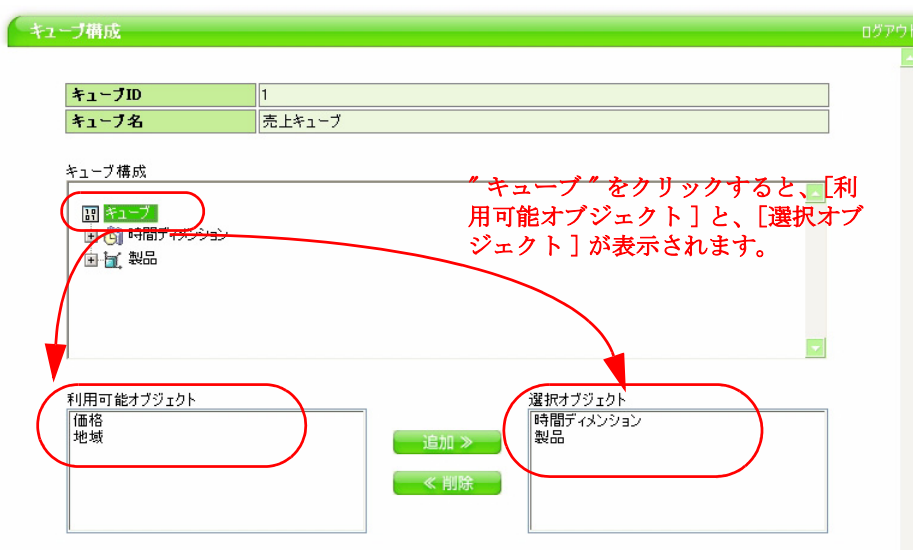 キューブ構成
ログアウト
キューブID
1
キューブ名
売上キューブ
キューブ構成
〞キューブ〞をクリックすると、[利
用可能オブジェクト]と、[選択オブ
ジェクト]が表示されます。
キューブ
時間ディメンション
製品
利用可能オブジェクト
価格
地域
追加 ≫
≪ 削除
選択オブジェクト
時間ディメンション
製品